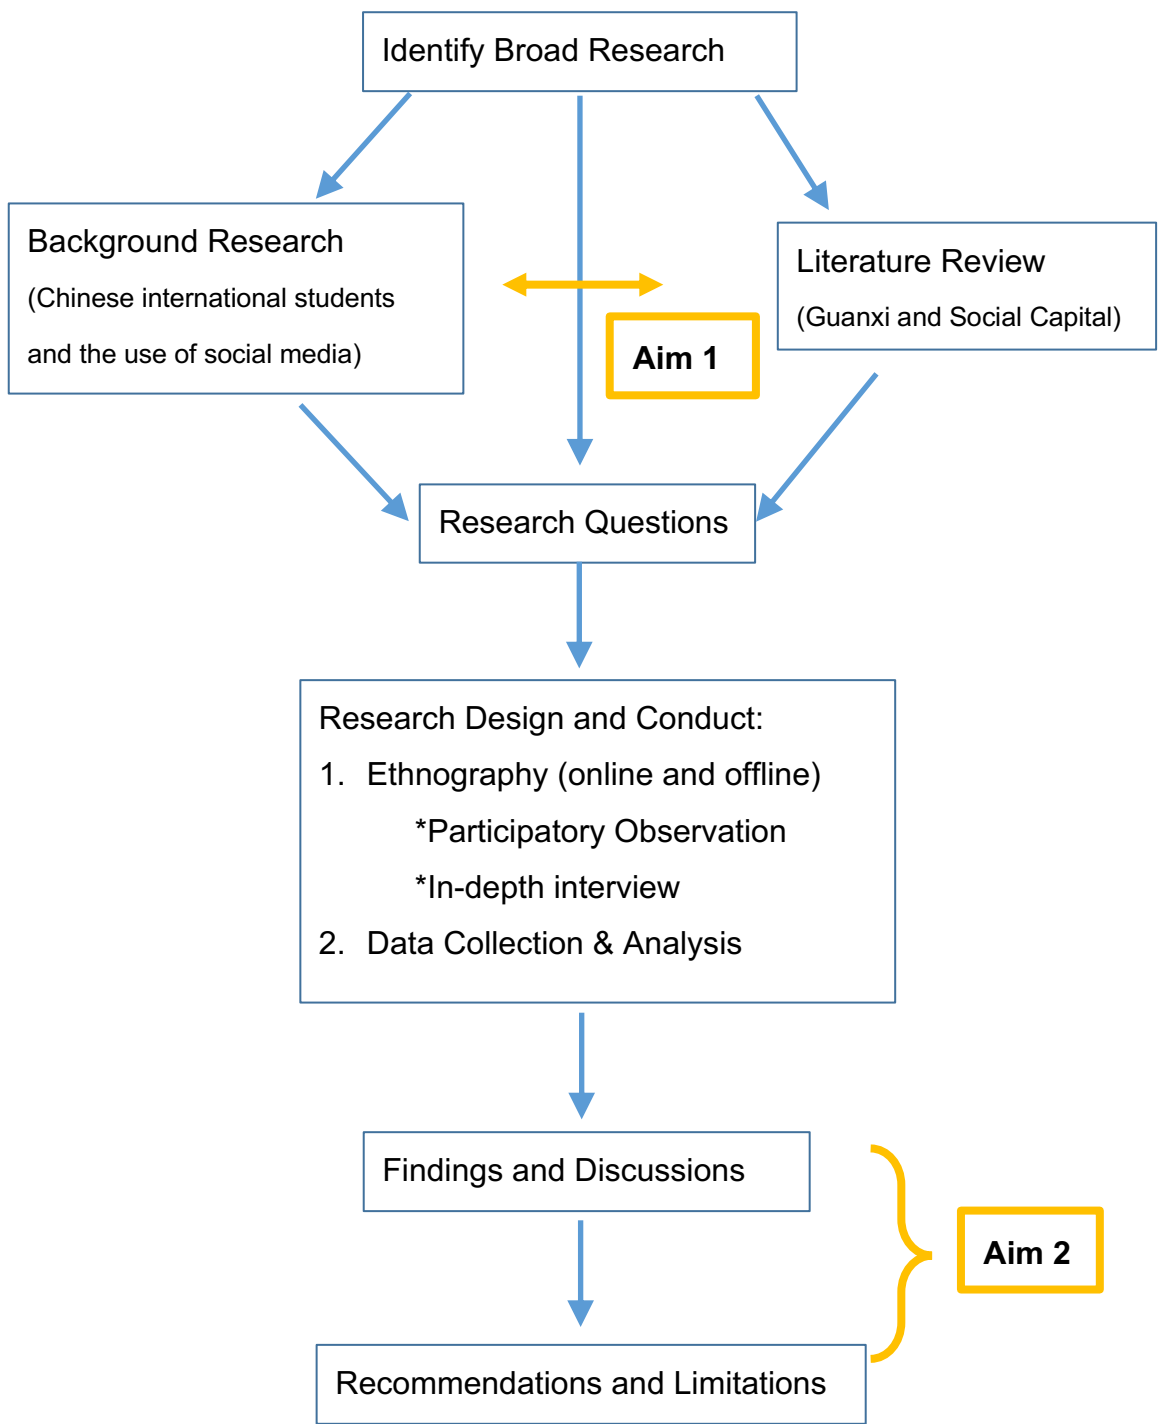 Identify Broad Research
Background Research
(Chinese international students
and the use of social media)
Literature Review
(Guanxi and Social Capital)
Aim 1
Research Questions
Research Design and Conduct:
1. Ethnography (online and offline)
*Participatory Observation
*In-depth interview
2. Data Collection & Analysis
Findings and Discussions
Aim 2
Recommendations and Limitations